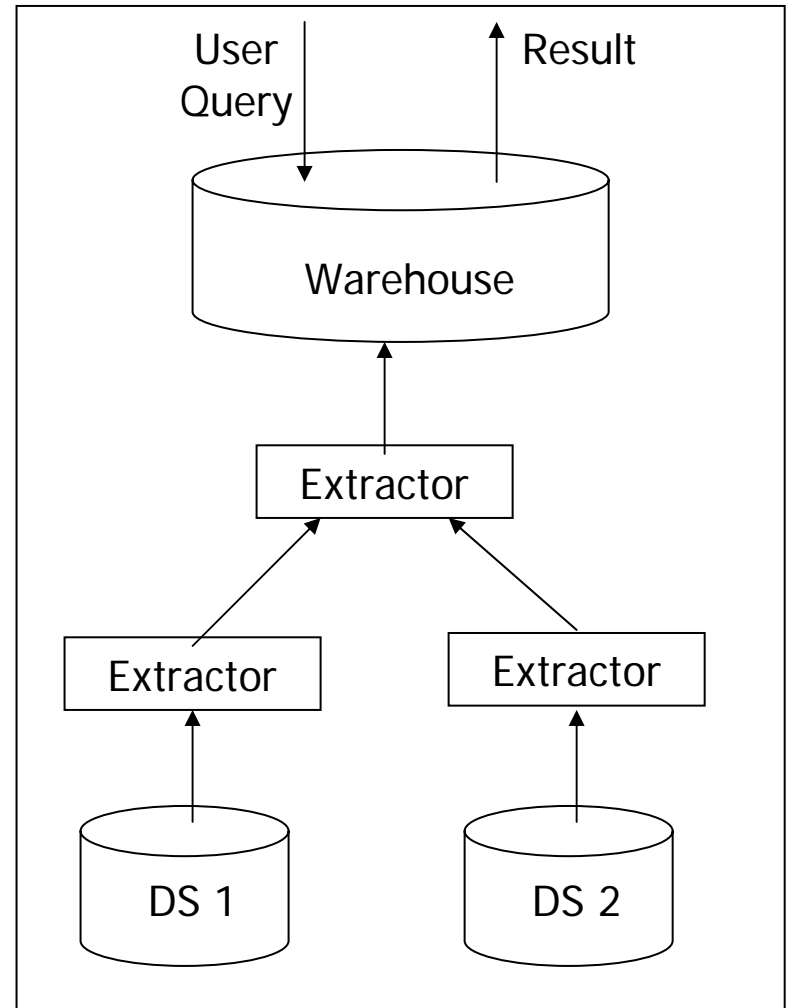 User
Query
Result
Warehouse
Extractor
Extractor
Extractor
DS 1
DS 2